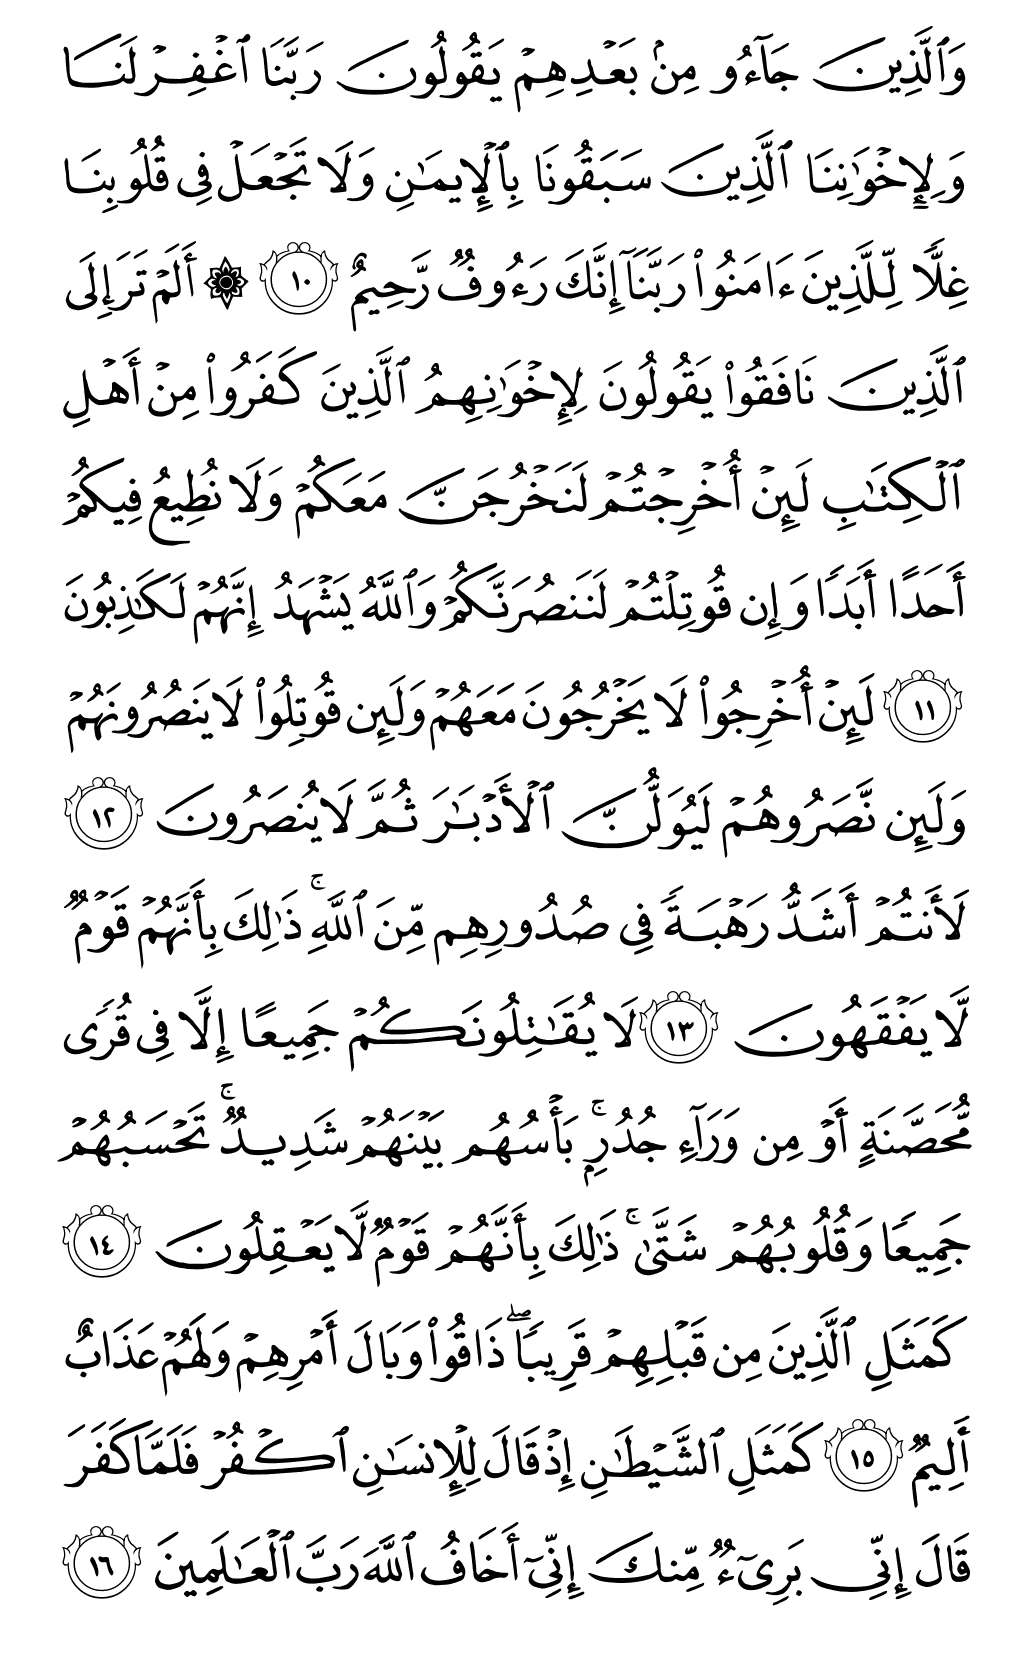 وَٱلَّذِينَ جَآءُو مِنۢ بَعۡدِهِمۡ يَقُولُونَ رَبَّنَا ٱغۡفِرۡ لَنَا
وَلِإِخۡوَٰنِنَا ٱلَّذِينَ سَبَقُونَا بِٱلۡإِيمَٰنِ وَلَا تَجۡعَلۡ فِي قُلُوبِنَا
غِلّٗا لِّلَّذِينَ ءَامَنُواْ رَبَّنَآ إِنَّكَ رَءُوفٞ رَّحِيمٌ ١٠ ۞ أَلَمۡ تَرَ إِلَى
ٱلَّذِينَ نَافَقُواْ يَقُولُونَ لِإِخۡوَٰنِهِمُ ٱلَّذِينَ كَفَرُواْ مِنۡ أَهۡلِ
ٱلۡكِتَٰبِ لَئِنۡ أُخۡرِجۡتُمۡ لَنَخۡرُجَنَّ مَعَكُمۡ وَلَا نُطِيعُ فِيكُمۡ
أَحَدًا أَبَدٗا وَإِن قُوتِلۡتُمۡ لَنَنصُرَنَّكُمۡ وَٱللَّهُ يَشۡهَدُ إِنَّهُمۡ لَكَٰذِبُونَ
١١ لَئِنۡ أُخۡرِجُواْ لَا يَخۡرُجُونَ مَعَهُمۡ وَلَئِن قُوتِلُواْ لَا يَنصُرُونَهُمۡ
وَلَئِن نَّصَرُوهُمۡ لَيُوَلُّنَّ ٱلۡأَدۡبَٰرَ ثُمَّ لَا يُنصَرُونَ ١٢
لَأَنتُمۡ أَشَدُّ رَهۡبَةٗ فِي صُدُورِهِم مِّنَ ٱللَّهِۚ ذَٰلِكَ بِأَنَّهُمۡ قَوۡمٞ
لَّا يَفۡقَهُونَ ١٣ لَا يُقَٰتِلُونَكُمۡ جَمِيعًا إِلَّا فِي قُرٗى
مُّحَصَّنَةٍ أَوۡ مِن وَرَآءِ جُدُرِۭۚ بَأۡسُهُم بَيۡنَهُمۡ شَدِيدٞۚ تَحۡسَبُهُمۡ
جَمِيعٗا وَقُلُوبُهُمۡ شَتَّىٰۚ ذَٰلِكَ بِأَنَّهُمۡ قَوۡمٞ لَّا يَعۡقِلُونَ ١٤
كَمَثَلِ ٱلَّذِينَ مِن قَبۡلِهِمۡ قَرِيبٗاۖ ذَاقُواْ وَبَالَ أَمۡرِهِمۡ وَلَهُمۡ عَذَابٌ
أَلِيمٞ ١٥ كَمَثَلِ ٱلشَّيۡطَٰنِ إِذۡ قَالَ لِلۡإِنسَٰنِ ٱكۡفُرۡ فَلَمَّا كَفَرَ
قَالَ إِنِّي بَرِيٓءٞ مِّنكَ إِنِّيٓ أَخَافُ ٱللَّهَ رَبَّ ٱلۡعَٰلَمِينَ ١٦